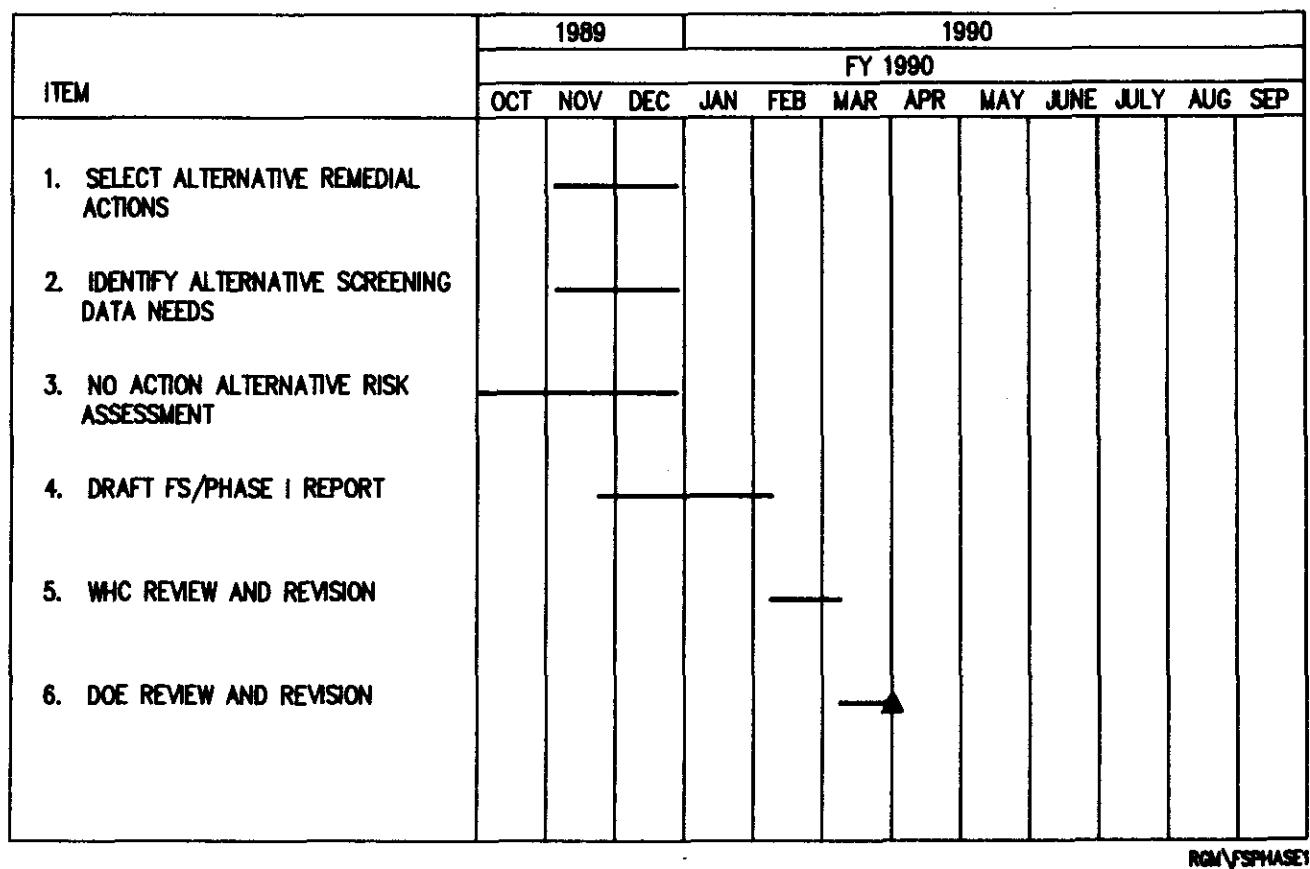 1989 1990
FY 1990
ITEM
OCT NOV DEC JAN FEB MAR APR MAY JUNE JULY AUG SEP
1. SELECT ALTERNATIVE REMEDIAL
ACTIONS
2. IDENTIFY ALTERNATIVE SCREENING
DATA NEEDS
3. NO ACTION ALTERNATIVE RISK
ASSESSMENT
4. DRAFT FS/PHASE I REPORT
5. WHC REVIEW AND REVISION
6. DOE REVIEW AND REVISION
RGM\FSPHASE1